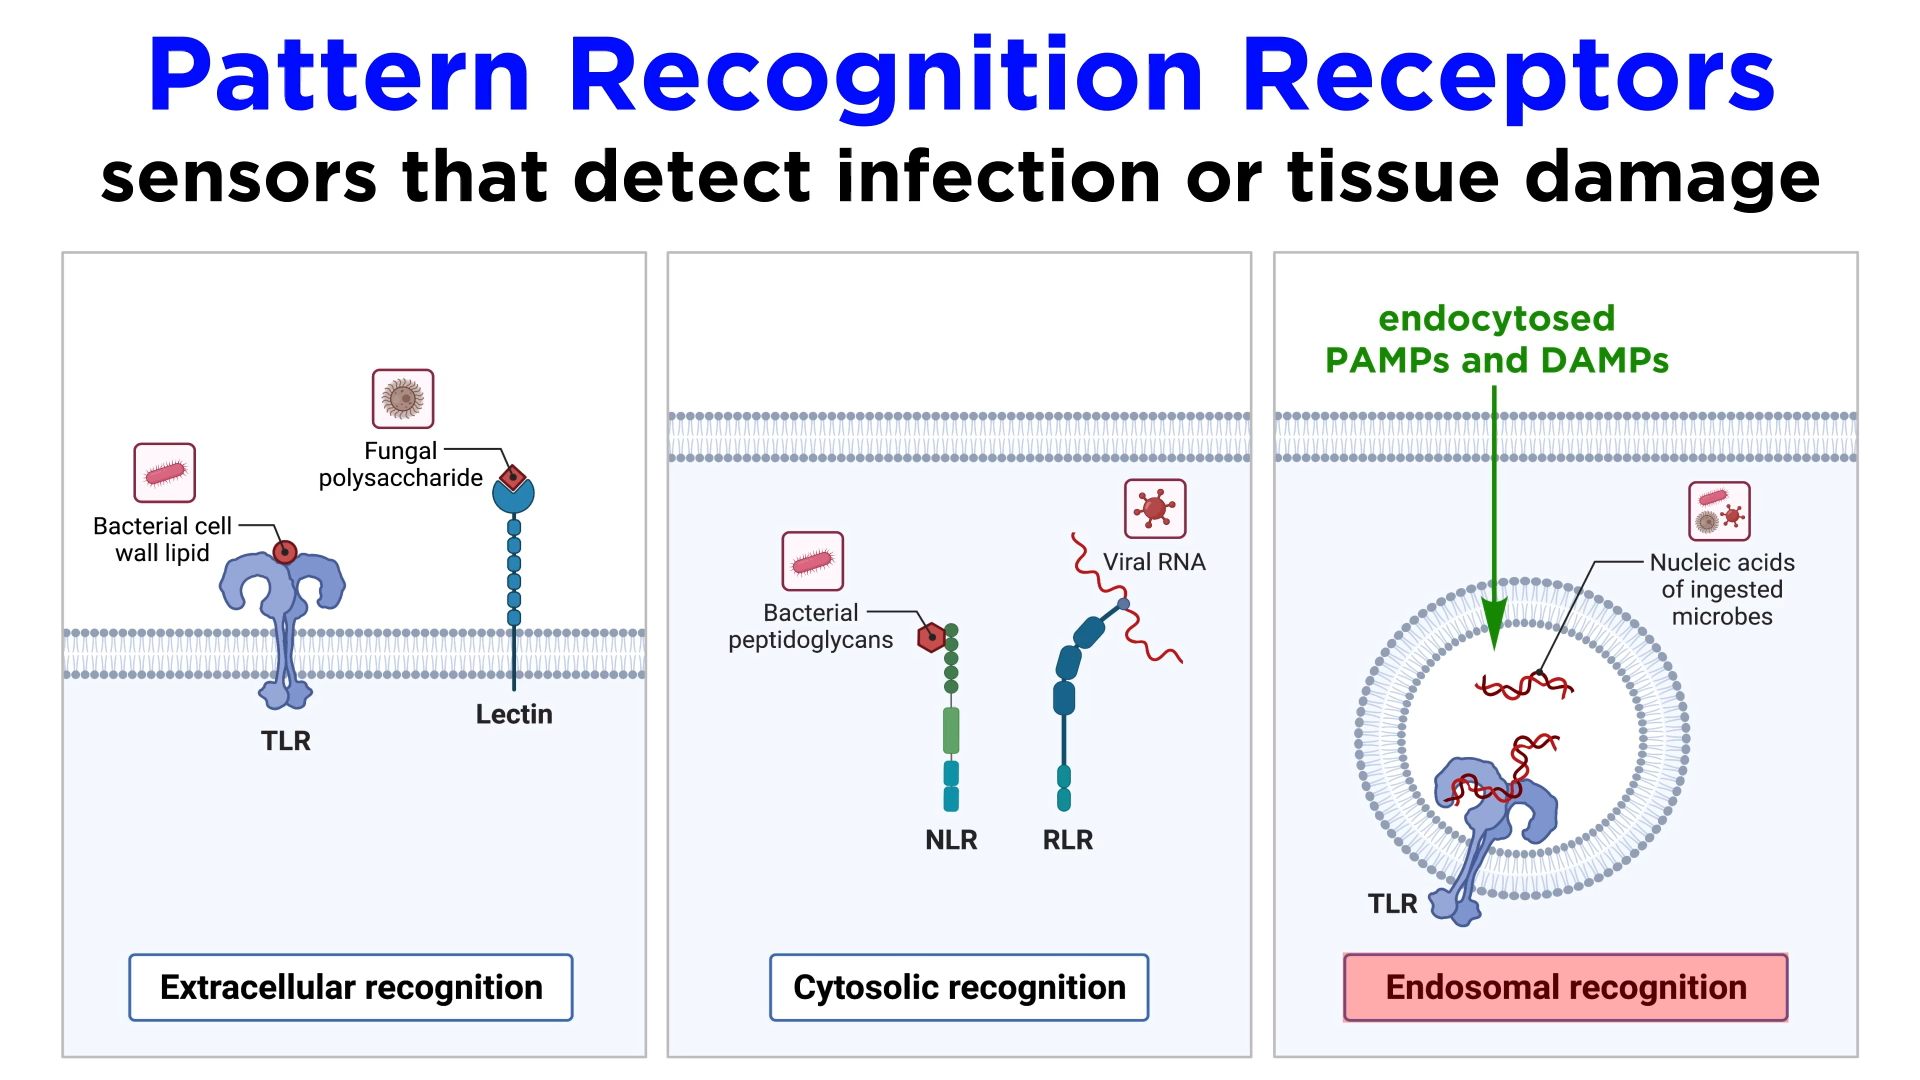 Pattern Recognition Receptors
sensors that detect infection or tissue damage
Fungal
polysaccharide
Bacterial cell
wall lipid
TLR
Lectin
Extracellular recognition
Viral RNA
Bacterial
peptidoglycans
NLR
RLR
Cytosolic recognition
endocytosed
PAMPs and DAMPs
Nucleic acids
of ingested
microbes
TLR
Endosomal recognition